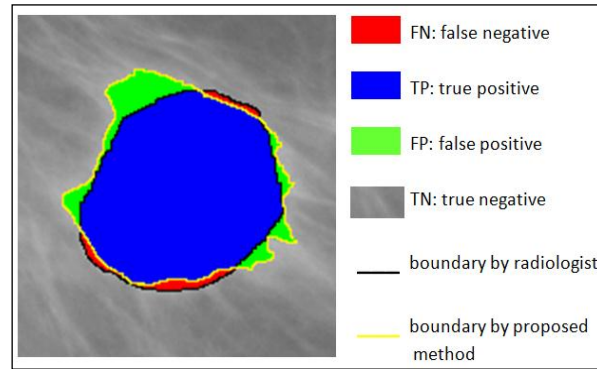 FN: false negative
TP: true positive
FP: false positive
TN: true negative
boundary by radiologist
boundary by proposed
method